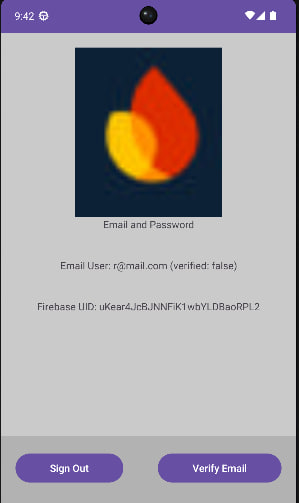 9:42
Email and Password
Email User: r@mail.com (verified: false)
Firebase UID: uKear4JcBJNNFiK1wbYLDBaoRPL2
Sign Out
Verify Email